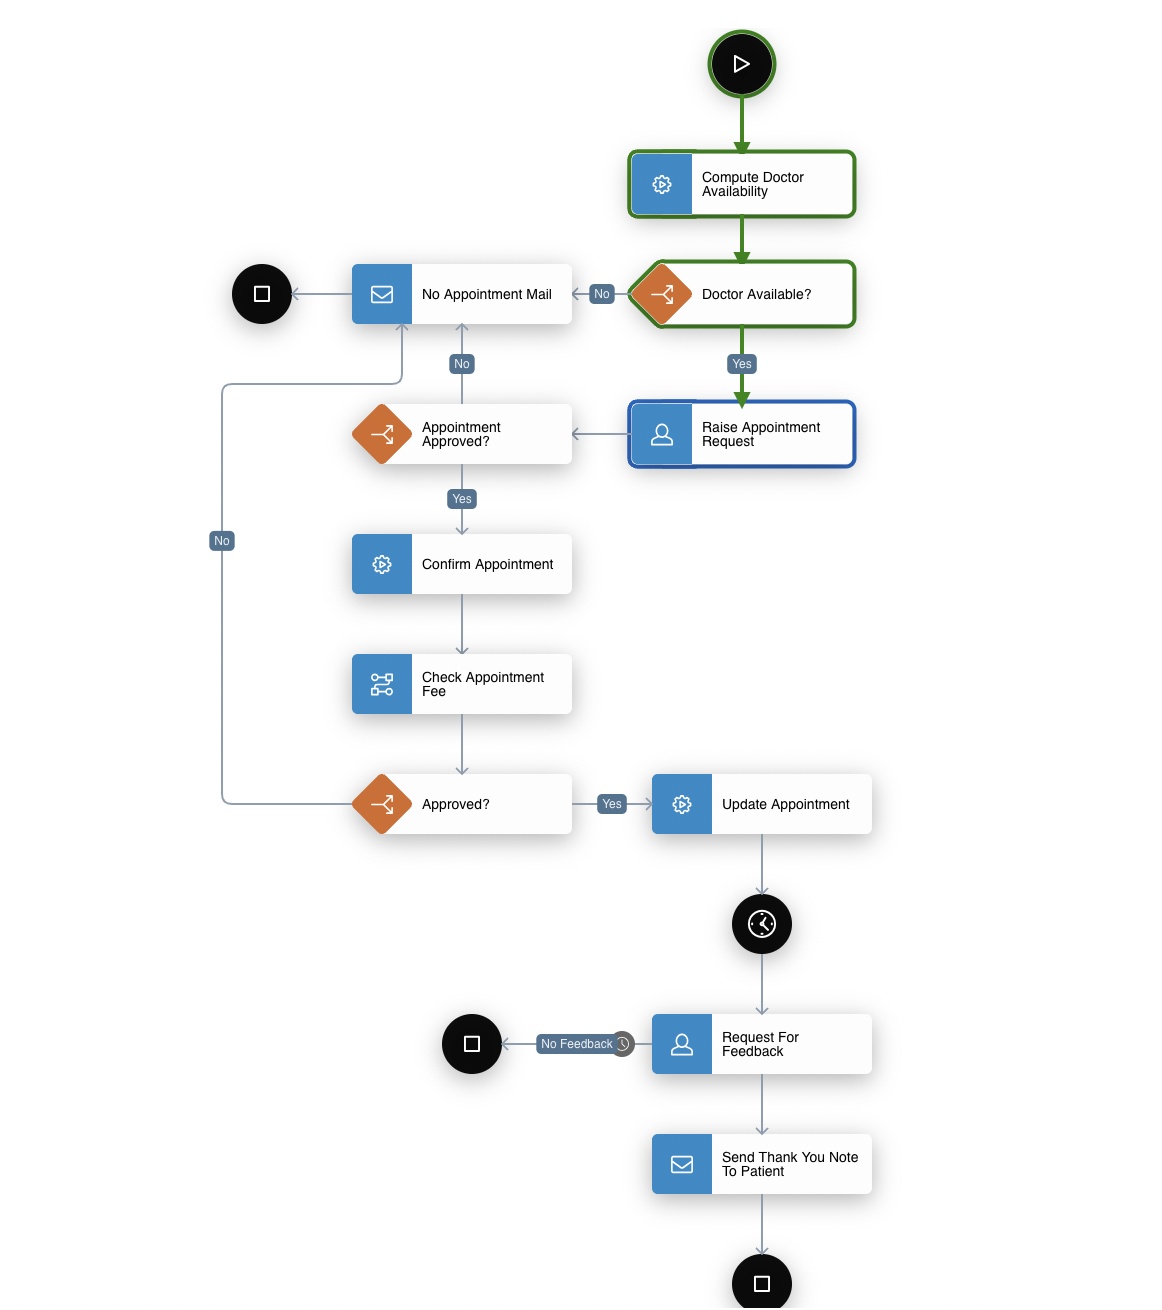 Compute Doctor
Availability
No Appointment Mail
No
Doctor Available?
No
Yes
Appointment
Approved?
Raise Appointment
Request
Yes
No
Confirm Appointment
Check Appointment
Fee
Approved?
Yes
Update Appointment
No Feedback
Request For
Feedback
Send Thank You Note
To Patient